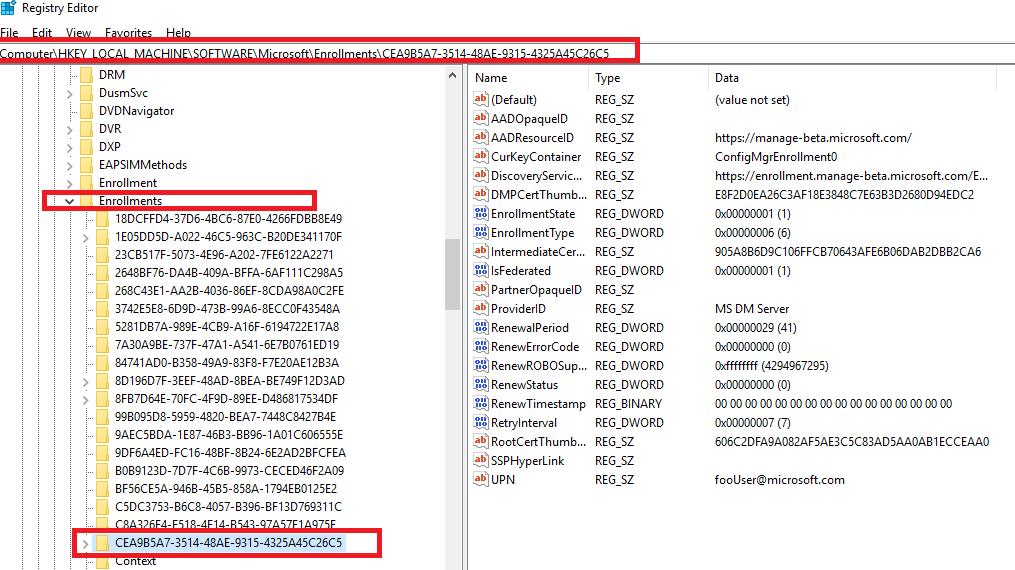 Registry Editor
File Edit View Favorites Help
Computer\HKEY_LOCAL_MACHINE\SOFTWARE\Microsoft\Enrollments\CEA9B5A7-3514-48AE-9315-4325A45C26C5
DRM
DusmSvc
DVDNavigator
DVR
DXP
EAPSIMMethods
Enrollment
Enrollments
18DCFFD4-37D6-4BC6-87E0-4266FDBB8E49
1E05DD5D-A022-46C5-963C-B20DE341170F
23CB517F-5073-4E96-A202-7FE6122A2271
2648BF76-DA4B-409A-BFFA-6AF111C298A5
268C43E1-AA2B-4036-86EF-8CDA98A0C2FE
3742E5E8-6D9D-473B-99A6-8ECC0F43548A
5281DB7A-989E-4CB9-A16F-6194722E17A8
7A30A9BE-737F-47A1-A541-6E7B0761ED19
84741AD0-B358-49A9-83F8-F7E20AE12B3A
8D196D7F-3EEF-48AD-8BEA-BE749F12D3AD
8FB7D64E-70FC-4F9D-89EE-D486817534DF
99B095D8-5959-4820-BEA7-7448C8427B4E
9AEC5BDA-1E87-46B3-BB96-1A01C606555E
9DF6A4ED-FC16-48BF-8B24-6E2AD2BFCFEA
B0B9123D-7D7F-4C6B-9973-CECED46F2A09
BF56CE5A-946B-45B5-858A-1794EB0125E2
C5DC3753-B6C8-4057-B396-BF13D769311C
C8A326E4-F518-4F14-B543-97A57F1A975F
CEA9B5A7-3514-48AE-9315-4325A45C26C5
Context
Name Type Data
(Default) REG_SZ (value not set)
AADOpaqueID REG_SZ
AADResourceID REG_SZ https://manage-beta.microsoft.com/
CurKeyContainer REG_SZ ConfigMgrEnrollment0
DiscoveryServic... REG_SZ https://enrollment.manage-beta.microsoft.com/E...
DMPCertThumb... REG_SZ E8F2D0EA26C3AF18E3848C7E63B3D2680D94EDC2
EnrollmentState REG_DWORD 0x00000001 (1)
EnrollmentType REG_DWORD 0x00000006 (6)
IntermediateCer... REG_SZ 905A8B6D9C106FFCB70643AFE6B06DAB2DBB2CA6
IsFederated REG_DWORD 0x00000001 (1)
PartnerOpaqueID REG_SZ
ProviderID REG_SZ MS DM Server
RenewalPeriod REG_DWORD 0x00000029 (41)
RenewErrorCode REG_DWORD 0x00000000 (0)
RenewROBOSup... REG_DWORD 0xffffffff (4294967295)
RenewStatus REG_DWORD 0x00000000 (0)
RenewTimestamp REG_BINARY 00 00 00 00 00 00 00 00 00 00 00 00 00 00 00 00
RetryInterval REG_DWORD 0x00000007 (7)
RootCertThumb... REG_SZ 606C2DFA9A082AF5AE3C5C83AD5AA0AB1ECCEAA0
SSPHyperLink REG_SZ
UPN REG_SZ fooUser@microsoft.com